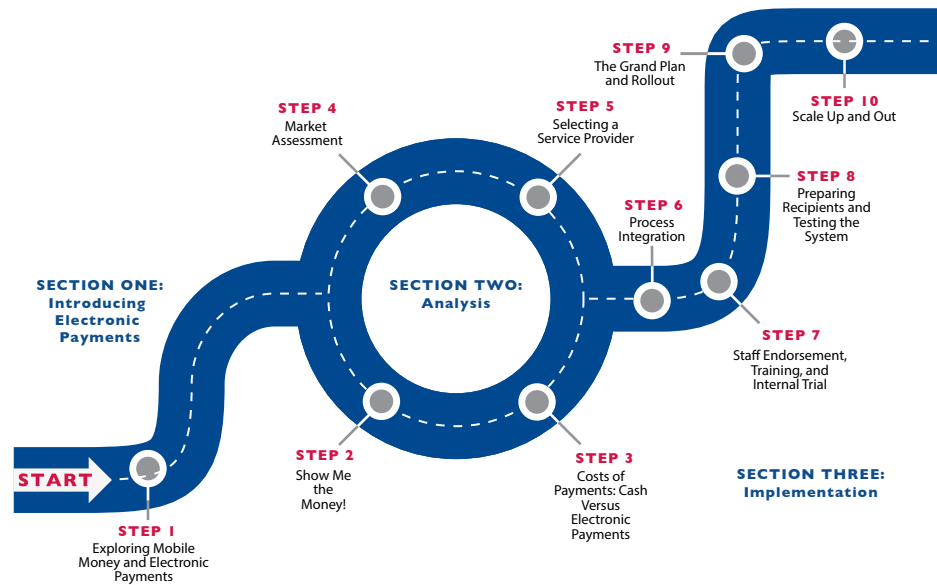 SECTION ONE:
Introducing
Electronic
Payments
START
STEP 1
Exploring Mobile
Money and Electronic
Payments
SECTION TWO:
Analysis
STEP 2
Show Me
the
Money!
STEP 3
Costs of
Payments: Cash
Versus
Electronic
Payments
STEP 4
Market
Assessment
STEP 5
Selecting a
Service Provider
SECTION THREE:
Implementation
STEP 6
Process
Integration
STEP 7
Staff Endorsement,
Training, and
Internal Trial
STEP 8
Preparing
Recipients and
Testing the
System
STEP 9
The Grand Plan
and Rollout
STEP 10
Scale Up and Out